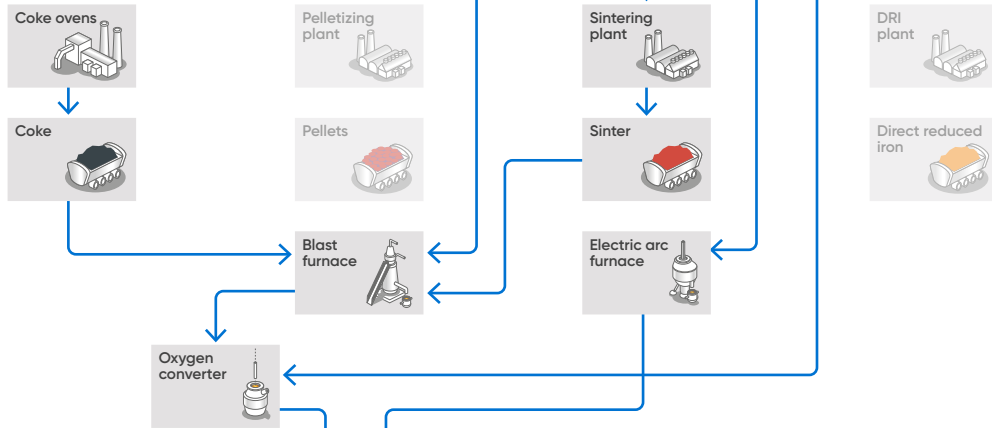 Coke ovens
Pelletizing
plant
Sintering
plant
DRI
plant
Coke
Pellets
Sinter
Direct reduced
iron
Blast
furnace
Electric arc
furnace
Oxygen
converter